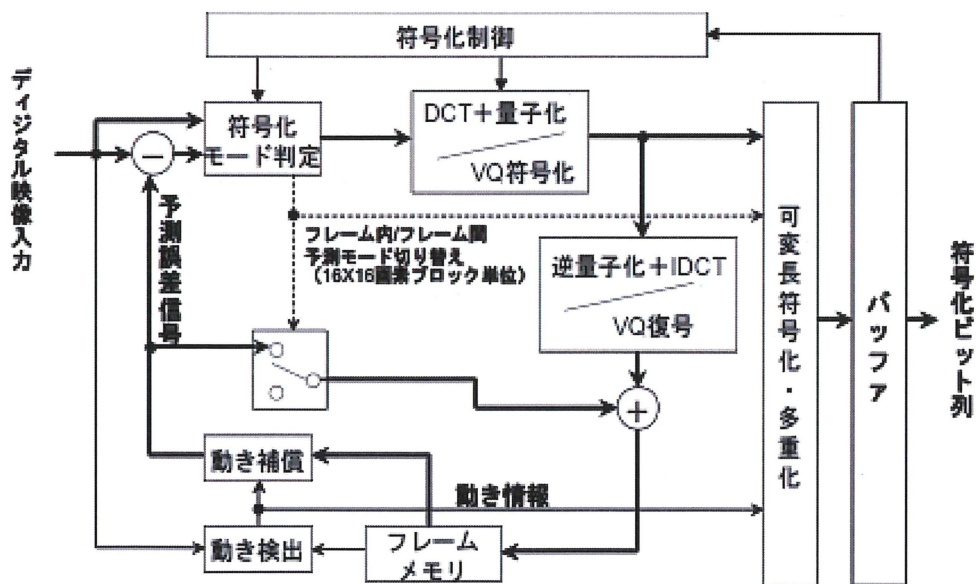 符号化制御
ディジタル映像入力
符号化
モード判定
DCT+量子化
VQ符号化
予測誤差信号
フレーム内/フレーム間
予測モード切り替え
(16X16画素ブロック単位)
逆量子化+IDCT
VQ復号
可変長符号化・多重化
バッファ
符号化ビット列
動き補償
動き情報
動き検出
フレーム
メモリ